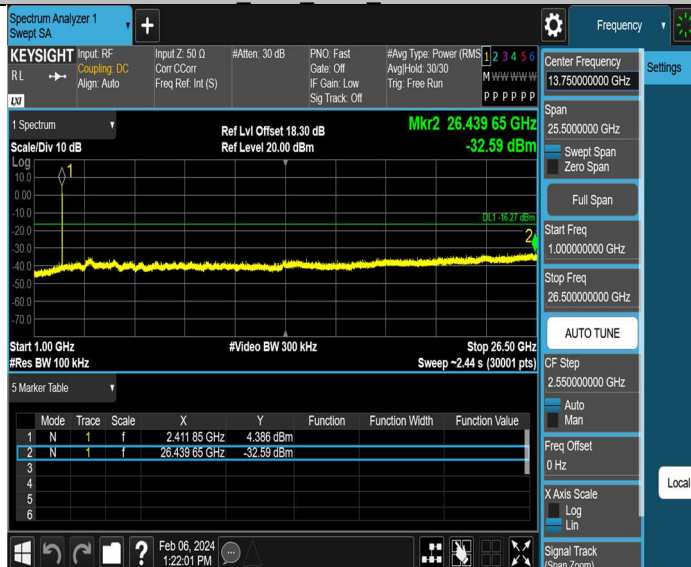 Spectrum Analyzer 1
Swept SA
+
Frequency
KEYSIGHT
RL
LXI
Input: RF
Coupling: DC
Align: Auto
Input Z: 50 Ω
Corr CCorr
Freq Ref: Int (S)
#Atten: 30 dB
PNO: Fast
Gate: Off
IF Gain: Low
Sig Track: Off
#Avg Type: Power (RMS
Avg|Hold: 30/30
Trig: Free Run
1 2 3 4 5 6
M W W W W W
P P P P P P
1 Spectrum
Scale/Div 10 dB
Ref Lvl Offset 18.30 dB
Ref Level 20.00 dBm
Mkr2 26.439 65 GHz
-32.59 dBm
Log
10.0
0.00
-10.0
-20.0
-30.0
-40.0
-50.0
-60.0
-70.0
1
DL1 -16.27 dBm
2
Start 1.00 GHz
#Video BW 300 kHz
Stop 26.50 GHz
#Res BW 100 kHz
Sweep ~2.44 s (30001 pts)
5 Marker Table
Mode Trace Scale X Y Function Function Width Function Value
1 N 1 f 2.411 85 GHz 4.386 dBm
2 N 1 f 26.439 65 GHz -32.59 dBm
3
4
5
6
?
Feb 06, 2024
1:22:01 PM
Center Frequency
13.750000000 GHz
Settings
Span
25.5000000 GHz
Swept Span
Zero Span
Full Span
Start Freq
1.000000000 GHz
Stop Freq
26.500000000 GHz
AUTO TUNE
CF Step
2.550000000 GHz
Auto
Man
Freq Offset
0 Hz
Local
X Axis Scale
Log
Lin
Signal Track
(Span Zoom)